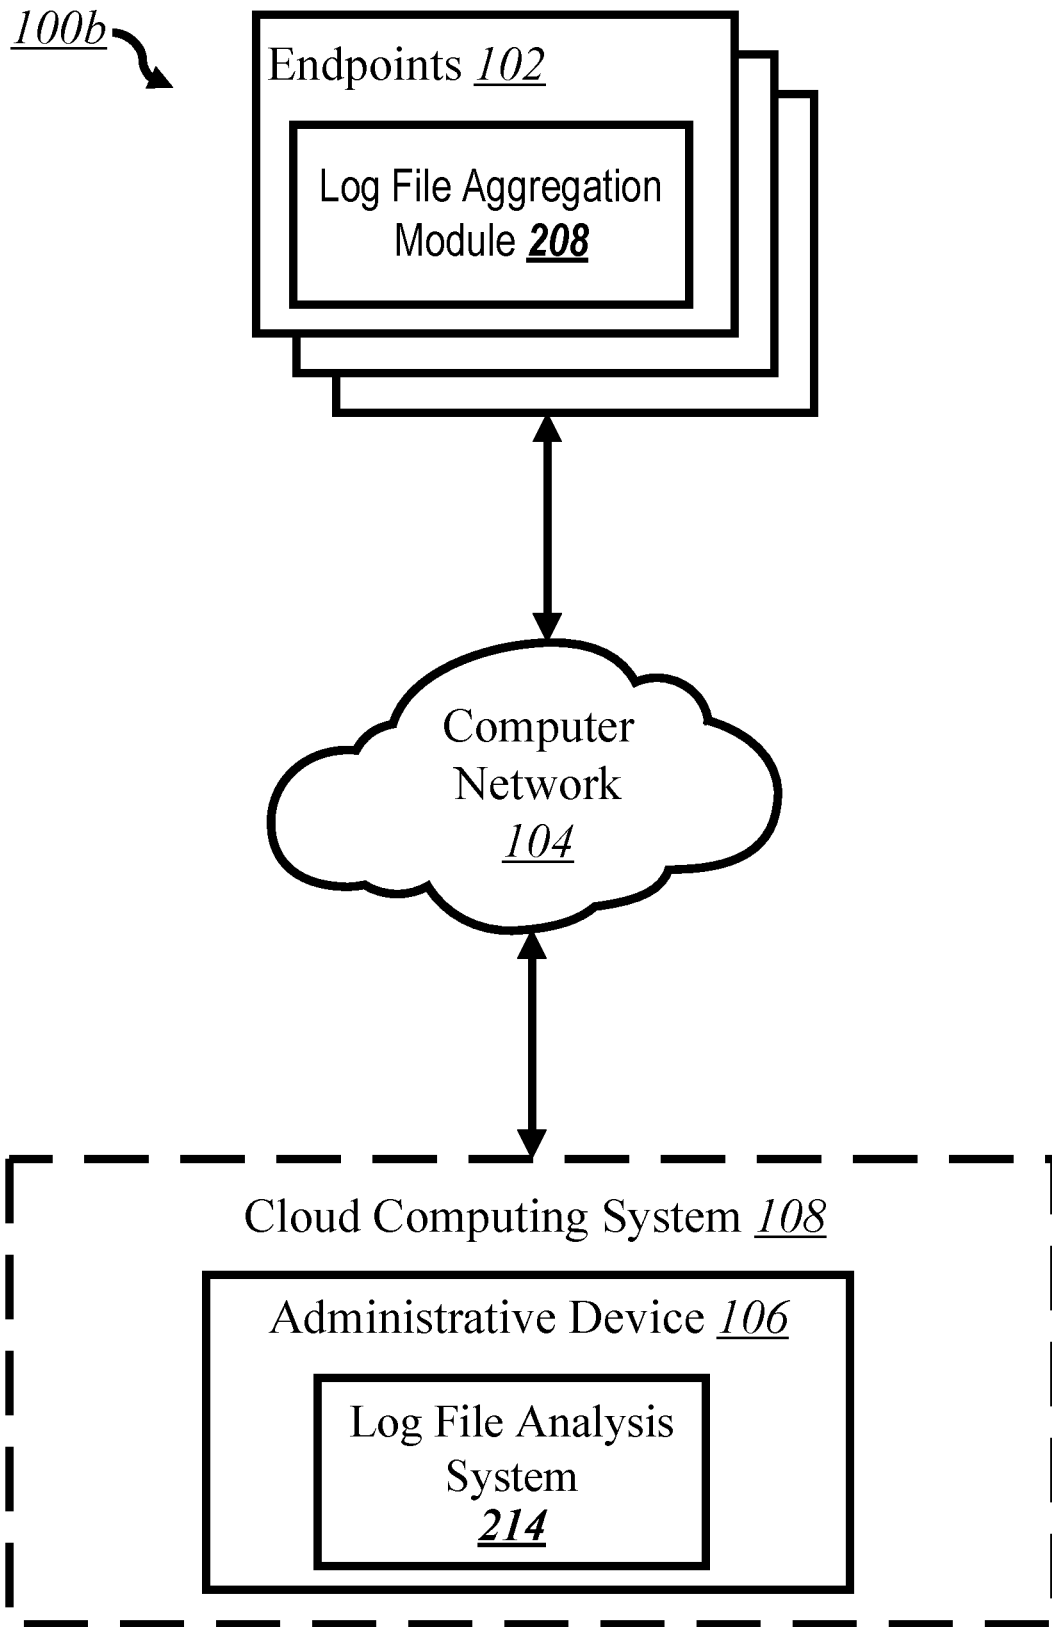 100b
Endpoints 102
Log File Aggregation
Module 208
Computer
Network
104
Cloud Computing System 108
Administrative Device 106
Log File Analysis
System
214